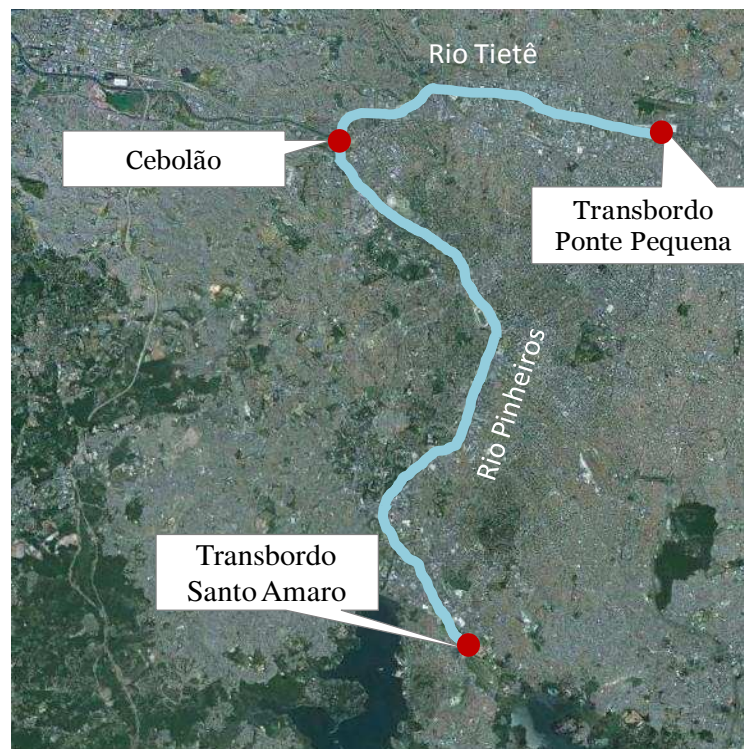 Rio Tietê
Cebolão
Transbordo
Ponte Pequena
Rio Pinheiros
Transbordo
Santo Amaro